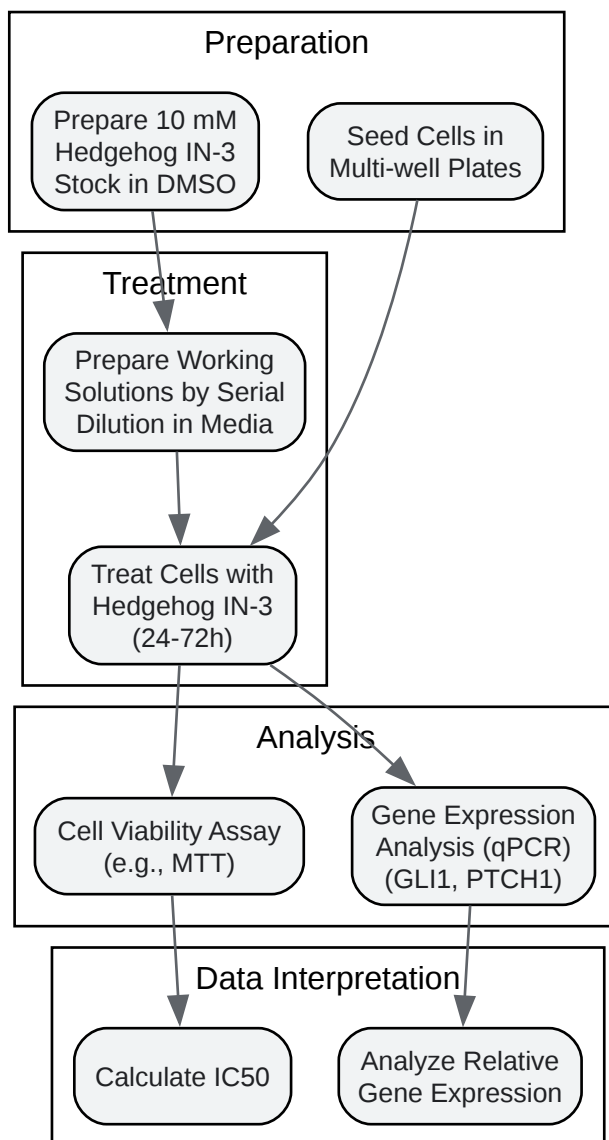 Preparation
Prepare 10 mM
Hedgehog IN-3
Stock in DMSO
Seed Cells in
Multi-well Plates
Treatment
Prepare Working
Solutions by Serial
Dilution in Media
Treat Cells with
Hedgehog IN-3
(24-72h)
Analysis
Cell Viability Assay
(e.g., MTT)
Gene Expression
Analysis (qPCR)
(GLI1, PTCH1)
Data Interpretation
Calculate IC50
Analyze Relative
Gene Expression